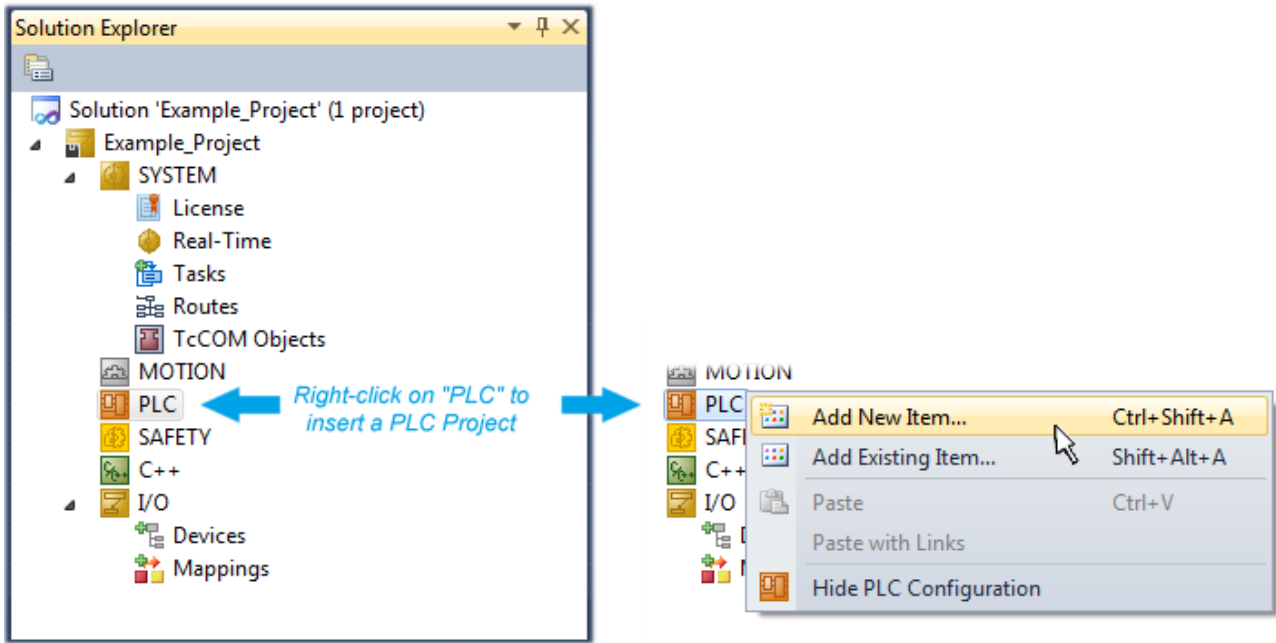 Solution Explorer
Solution 'Example_Project' (1 project)
Example_Project
SYSTEM
License
Real-Time
Tasks
Routes
TcCOM Objects
MOTION
PLC
SAFETY
C++
I/O
Devices
Mappings
Right-click on "PLC" to
insert a PLC Project
MOTION
PLC
SAF
C++
I/O
Add New Item... Ctrl+Shift+A
Add Existing Item... Shift+Alt+A
Paste Ctrl+V
Paste with Links
Hide PLC Configuration